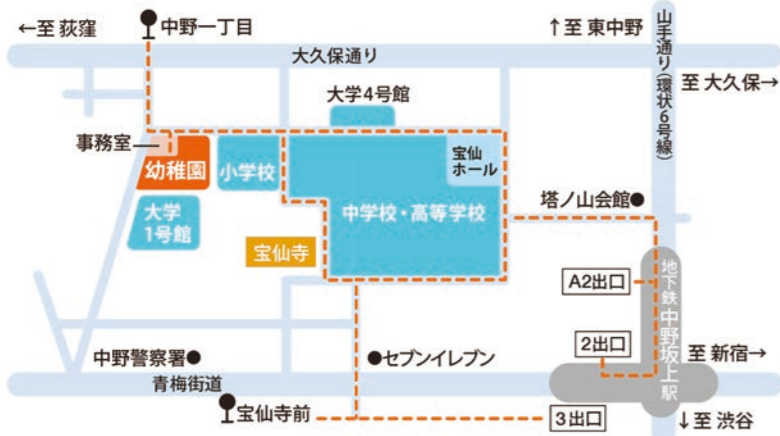 ←至 荻窪
中野一丁目
大久保通り
↑至 東中野
山手通り（環状6号線）
至 大久保→
大学4号館
事務室
幼稚園
小学校
宝仙
ホール
中学校・高等学校
大学
1号館
宝仙寺
塔ノ山会館●
A2出口
地下鉄 中野坂上駅
2出口
至 新宿→
中野警察署●
●セブンイレブン
青梅街道
宝仙寺前
3出口
↓至 渋谷